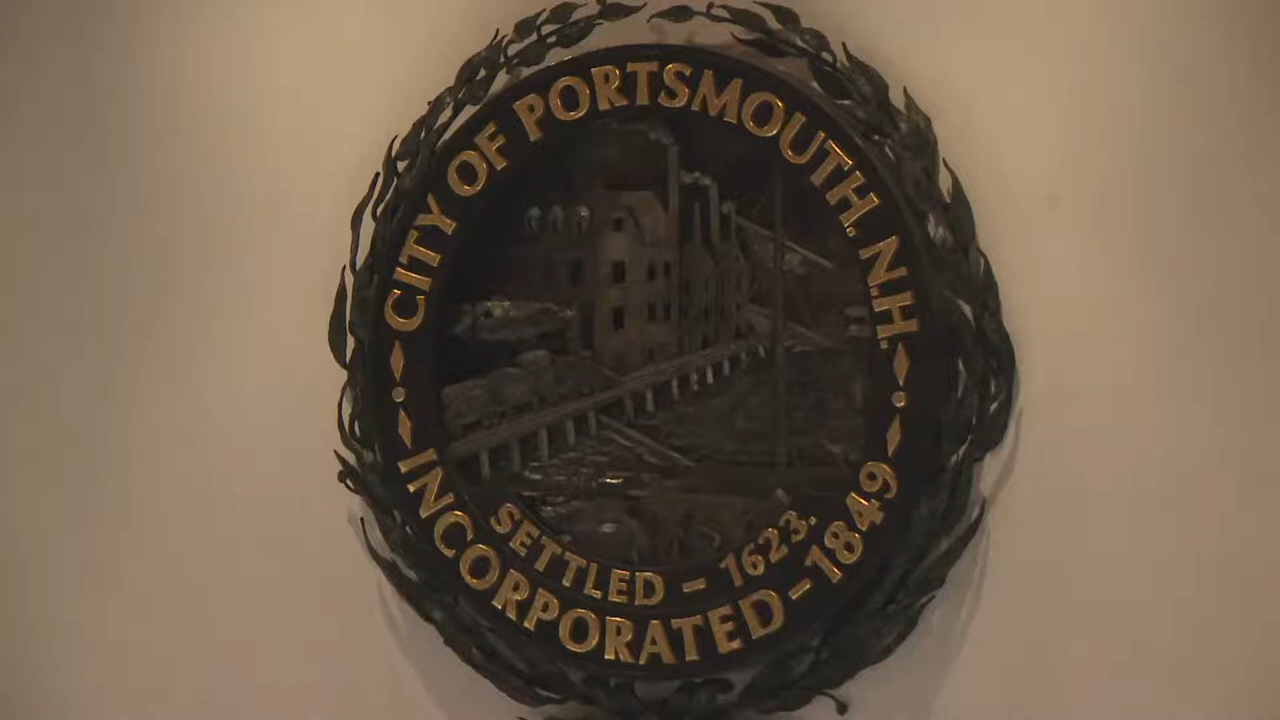 CITY OF PORTSMOUTH. N.H.
SETTLED – 1623.
INCORPORATED – 1849